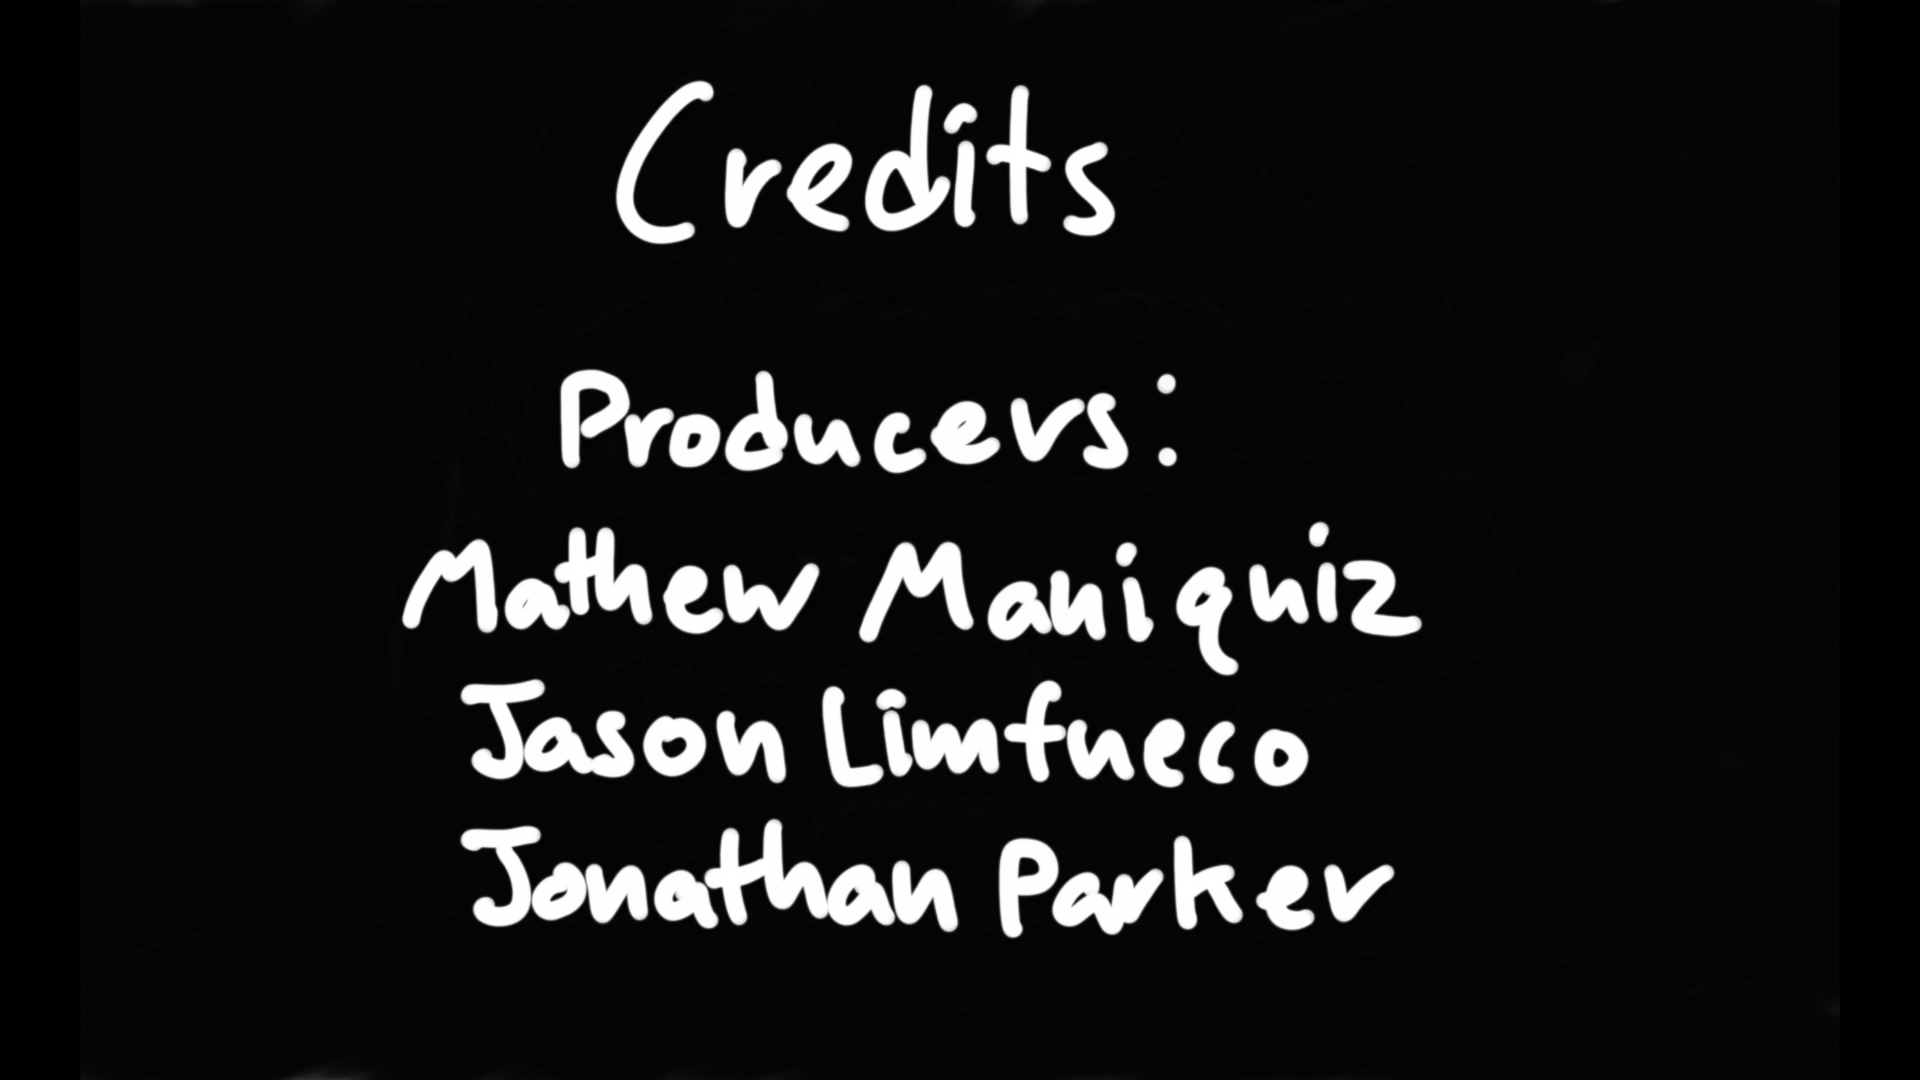 Credits
Producers:
Mathew Maniquiz
Jason Limfueco
Jonathan Parker